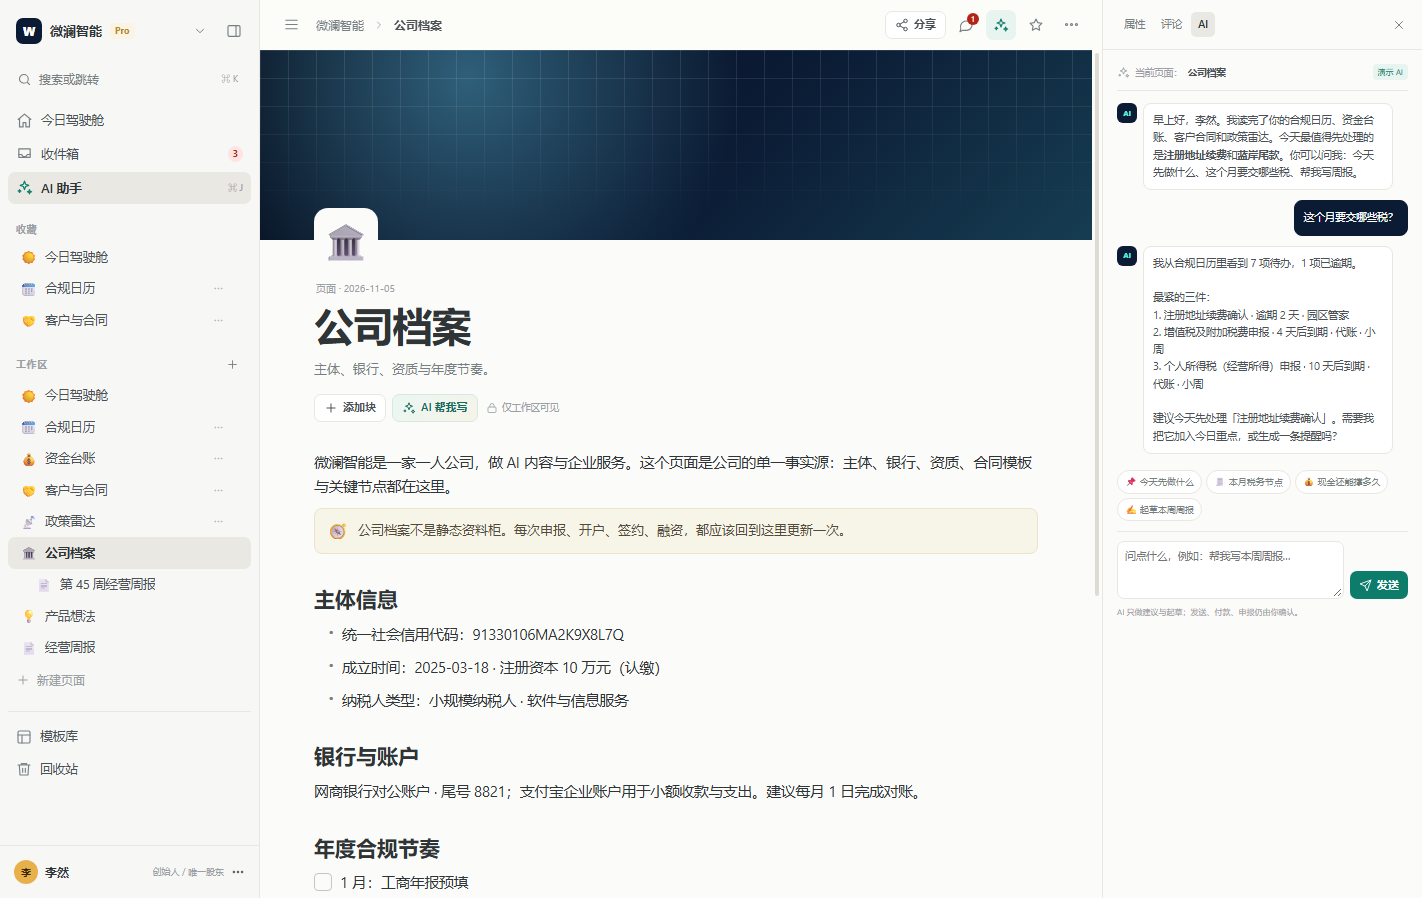 W 微澜智能 Pro
搜索或跳转 ⌘K
今日驾驶舱
收件箱 3
AI 助手 ⌘J
收藏
今日驾驶舱
合规日历 ···
客户与合同 ···
工作区 +
今日驾驶舱
合规日历 ···
资金台账 ···
客户与合同 ···
政策雷达 ···
公司档案
第 45 周经营周报
产品想法
经营周报
+ 新建页面
模板库
回收站
李 李然 创始人 / 唯一股东 ···
微澜智能 > 公司档案
分享 1 ···
页面 · 2026-11-05
公司档案
主体、银行、资质与年度节奏。
+ 添加块 AI 帮我写 仅工作区可见
微澜智能是一家一人公司，做 AI 内容与企业服务。这个页面是公司的单一事实源：主体、银行、资质、合同模板
与关键节点都在这里。
公司档案不是静态资料柜。每次申报、开户、签约、融资，都应该回到这里更新一次。
主体信息
• 统一社会信用代码：91330106MA2K9X8L7Q
• 成立时间：2025-03-18 · 注册资本 10 万元（认缴）
• 纳税人类型：小规模纳税人 · 软件与信息服务
银行与账户
网商银行对公账户 · 尾号 8821；支付宝企业账户用于小额收款与支出。建议每月 1 日完成对账。
年度合规节奏
1 月：工商年报预填
属性 评论 AI ×
当前页面： 公司档案 演示 AI
AI
早上好，李然。我读完了你的合规日历、资金台
账、客户合同和政策雷达。今天最值得先处理的
是注册地址续费和蓝岸尾款。你可以问我：今天
先做什么、这个月要交哪些税、帮我写周报。
这个月要交哪些税？
AI
我从合规日历里看到 7 项待办，1 项已逾期。
最紧的三件：
1. 注册地址续费确认 · 逾期 2 天 · 园区管家
2. 增值税及附加税费申报 · 4 天后到期 · 代账 · 小
周
3. 个人所得税（经营所得）申报 · 10 天后到期 ·
代账 · 小周
建议今天先处理「注册地址续费确认」。需要我
把它加入今日重点，或生成一条提醒吗？
今天先做什么 本月税务节点 现金还能撑多久
起草本周周报
问点什么，例如：帮我写本周周报...
发送
AI 只做建议与起草；发送、付款、申报仍由你确认。